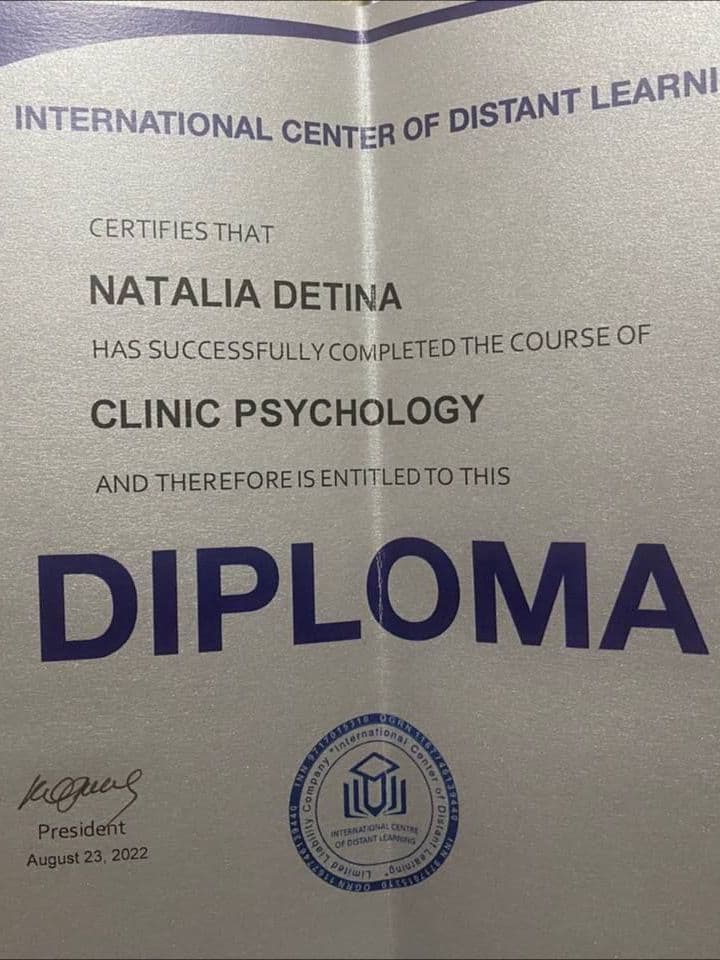 INTERNATIONAL CENTER OF DISTANT LEARNI
CERTIFIES THAT
NATALIA DETINA
HAS SUCCESSFULLY COMPLETED THE COURSE OF
CLINIC PSYCHOLOGY
AND THEREFORE IS ENTITLED TO THIS
DIPLOMA
President
August 23, 2022
Limited Liability Company "International Center of Distant Learning"
INTERNATIONAL CENTRE
OF DISTANT LEARNING